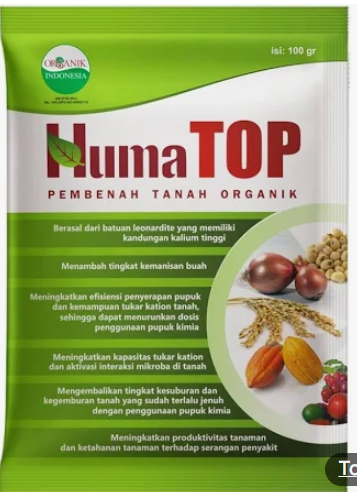 isi: 100 gr
ORGANIK
INDONESIA
HumaTOP
PEMBENAH TANAH ORGANIK
Berasal dari batuan leonardite yang memiliki
kandungan kalium tinggi
Menambah tingkat kemanisan buah
Meningkatkan efisiensi penyerapan pupuk
dan kemampuan tukar kation tanah,
sehingga dapat menurunkan dosis
penggunaan pupuk kimia
Meningkatkan kapasitas tukar kation
dan aktivasi interaksi mikroba di tanah
Mengembalikan tingkat kesuburan dan
kegemburan tanah yang sudah terlalu jenuh
dengan penggunaan pupuk kimia
Meningkatkan produktivitas tanaman
dan ketahanan tanaman terhadap serangan penyakit